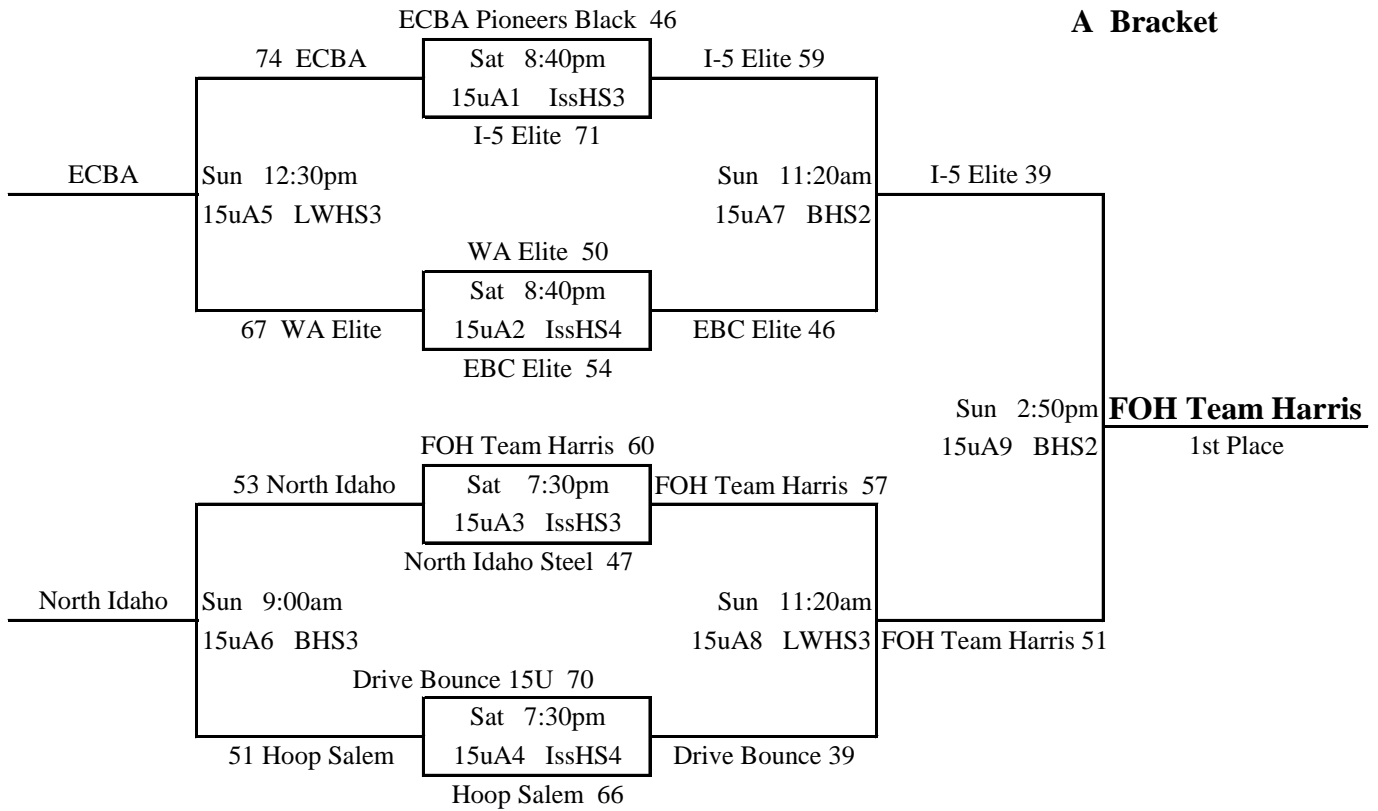 ECBA Pioneers Black 46
A Bracket
74 ECBA
Sat 8:40pm
I-5 Elite 59
15uA1 IssHS3
I-5 Elite 71
ECBA
Sun 12:30pm
Sun 11:20am
I-5 Elite 39
15uA5 LWHS3
15uA7 BHS2
WA Elite 50
Sat 8:40pm
67 WA Elite
15uA2 IssHS4
EBC Elite 46
EBC Elite 54
Sun 2:50pm
FOH Team Harris
15uA9 BHS2
1st Place
FOH Team Harris 60
53 North Idaho
Sat 7:30pm
FOH Team Harris 57
15uA3 IssHS3
North Idaho Steel 47
North Idaho
Sun 9:00am
Sun 11:20am
15uA6 BHS3
15uA8 LWHS3
FOH Team Harris 51
Drive Bounce 15U 70
Sat 7:30pm
51 Hoop Salem
15uA4 IssHS4
Drive Bounce 39
Hoop Salem 66